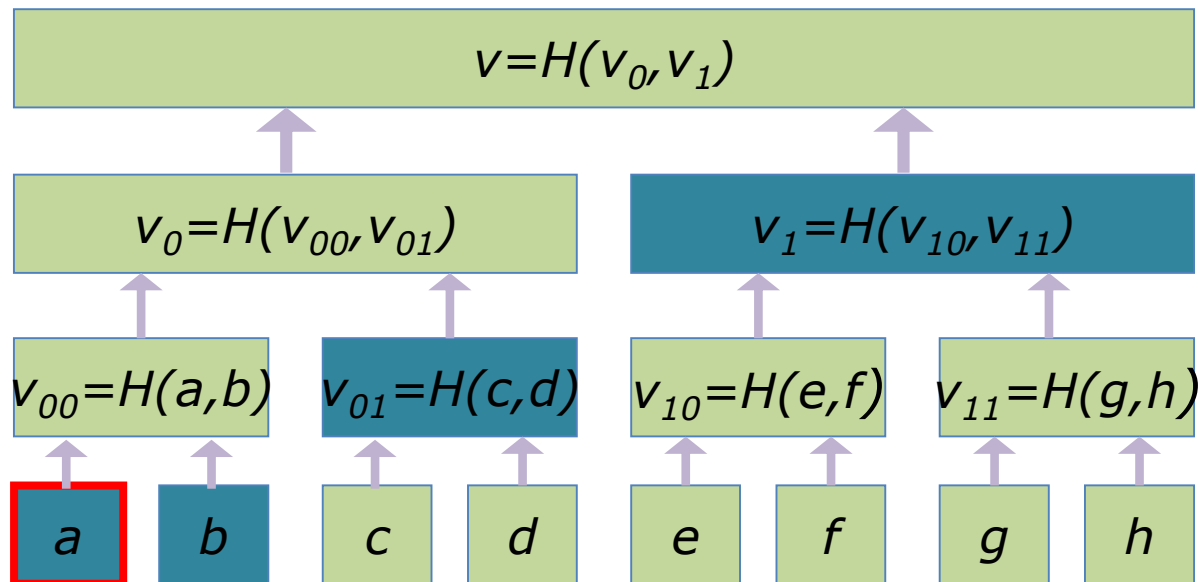 v=H(v₀,v₁)
v₀=H(v₀₀,v₀₁) v₁=H(v₁₀,v₁₁)
v₀₀=H(a,b) v₀₁=H(c,d) v₁₀=H(e,f) v₁₁=H(g,h)
a b c d e f g h